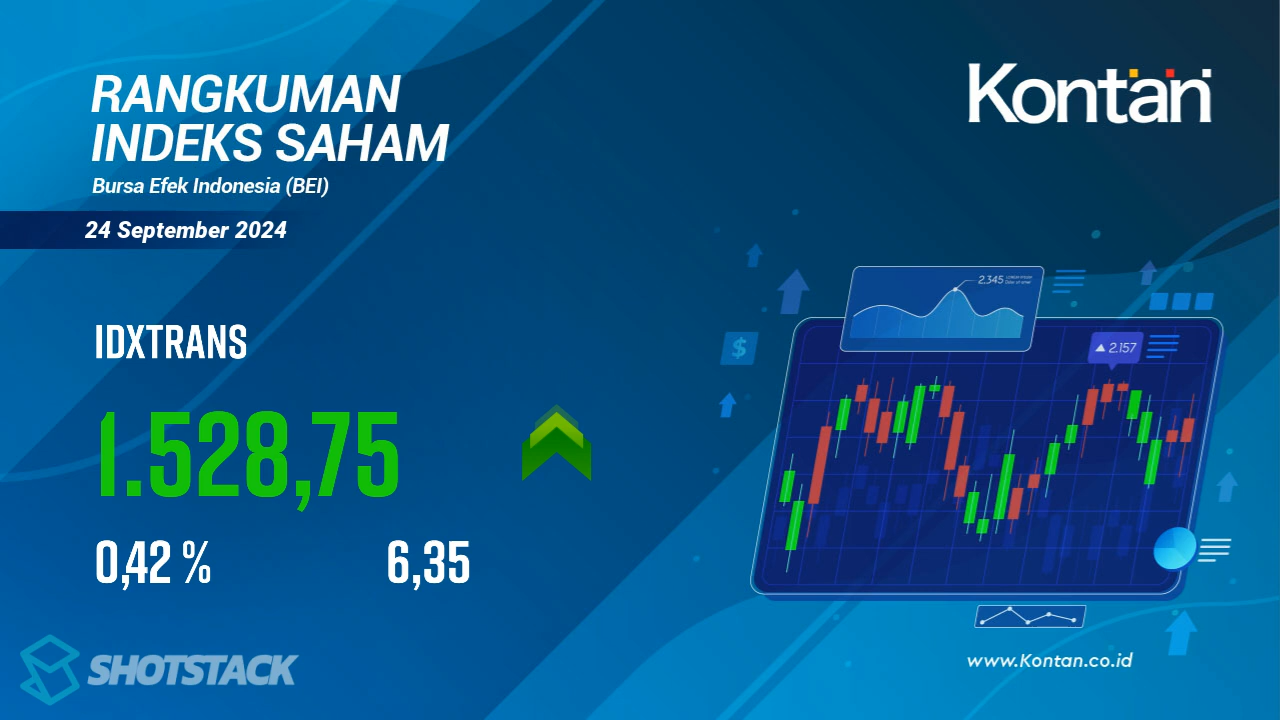 RANGKUMAN
INDEKS SAHAM
Bursa Efek Indonesia (BEI)
24 September 2024
Kontan
IDXTRANS
1.528,75
0,42 %
6,35
2.345
2.157
$
SHOTSTACK
www.Kontan.co.id